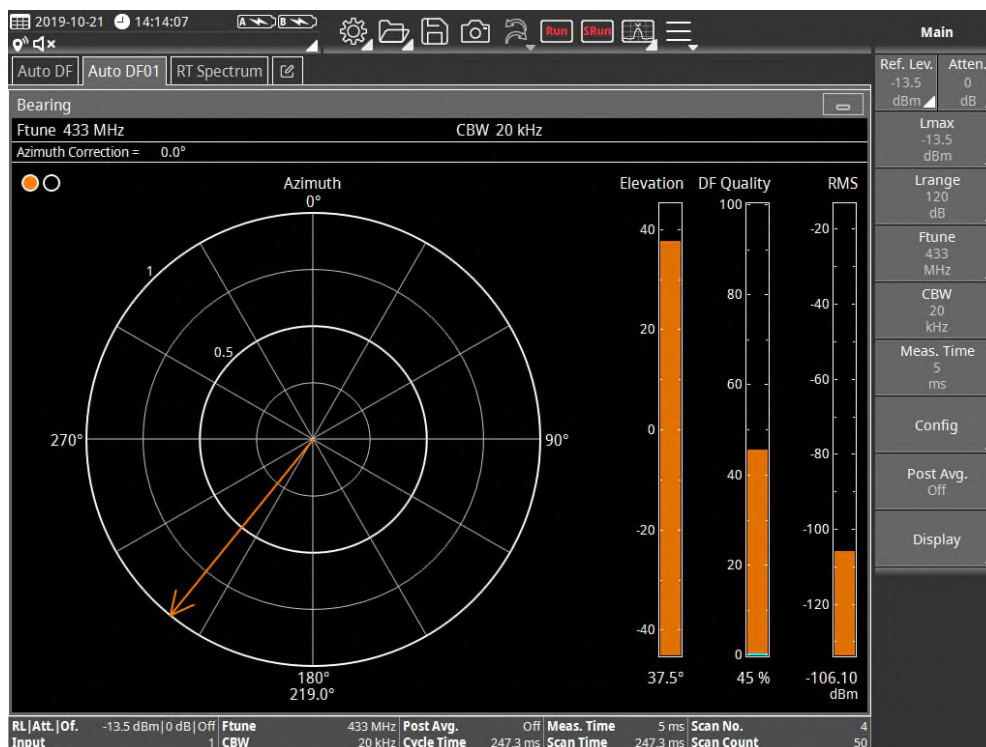 2019-10-21 14:14:07 A B Run SRun
Auto DF Auto DF01 RT Spectrum
Bearing
Ftune 433 MHz CBW 20 kHz
Azimuth Correction = 0.0°
Azimuth
0°
1
0.5
270°
90°
180°
219.0°
Elevation
40
20
0
-20
-40
37.5°
DF Quality
100
80
60
40
20
0
45 %
RMS
-20
-40
-60
-80
-100
-120
-106.10
dBm
Main
Ref. Lev. Atten.
-13.5 0
dBm dB
Lmax
-13.5
dBm
Lrange
120
dB
Ftune
433
MHz
CBW
20
kHz
Meas. Time
5
ms
Config
Post Avg.
Off
Display
RL|Att.|Of. -13.5 dBm|0 dB|Off Ftune 433 MHz Post Avg. Off Meas. Time 5 ms Scan No. 4
Input 1 CBW 20 kHz Cycle Time 247.3 ms Scan Time 247.3 ms Scan Count 50